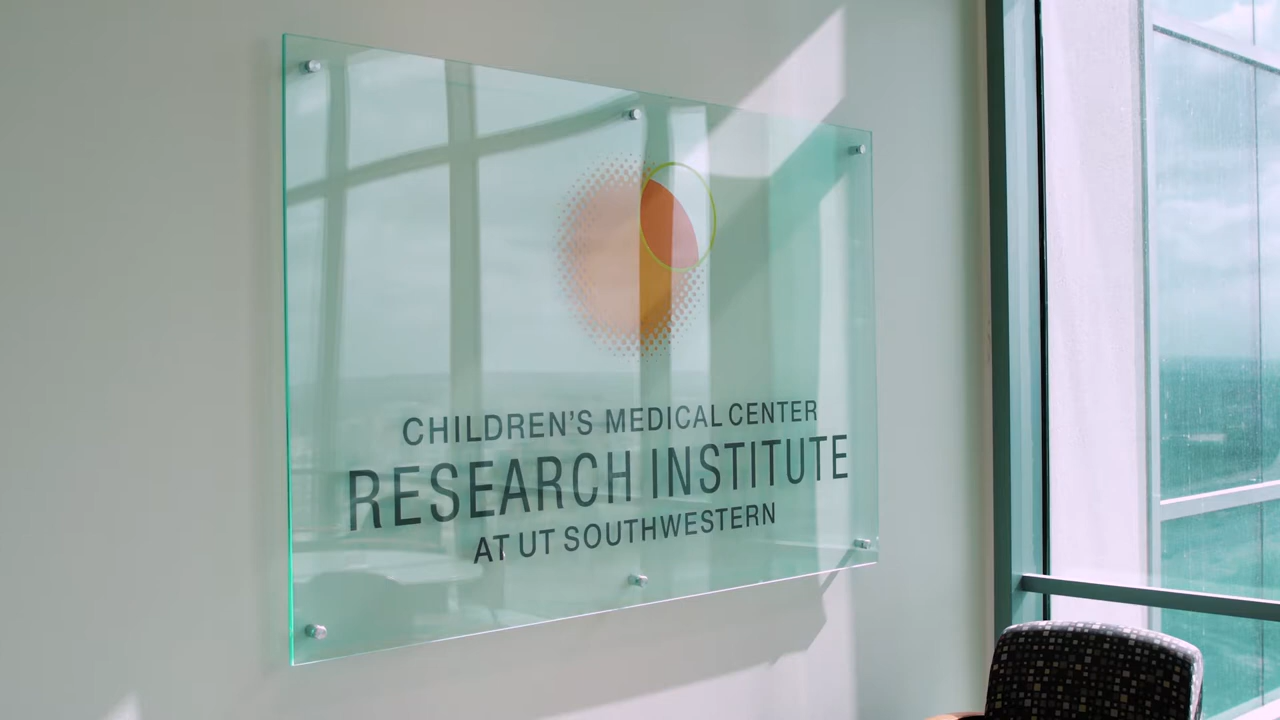 CHILDREN'S MEDICAL CENTER
RESEARCH INSTITUTE
AT UT SOUTHWESTERN